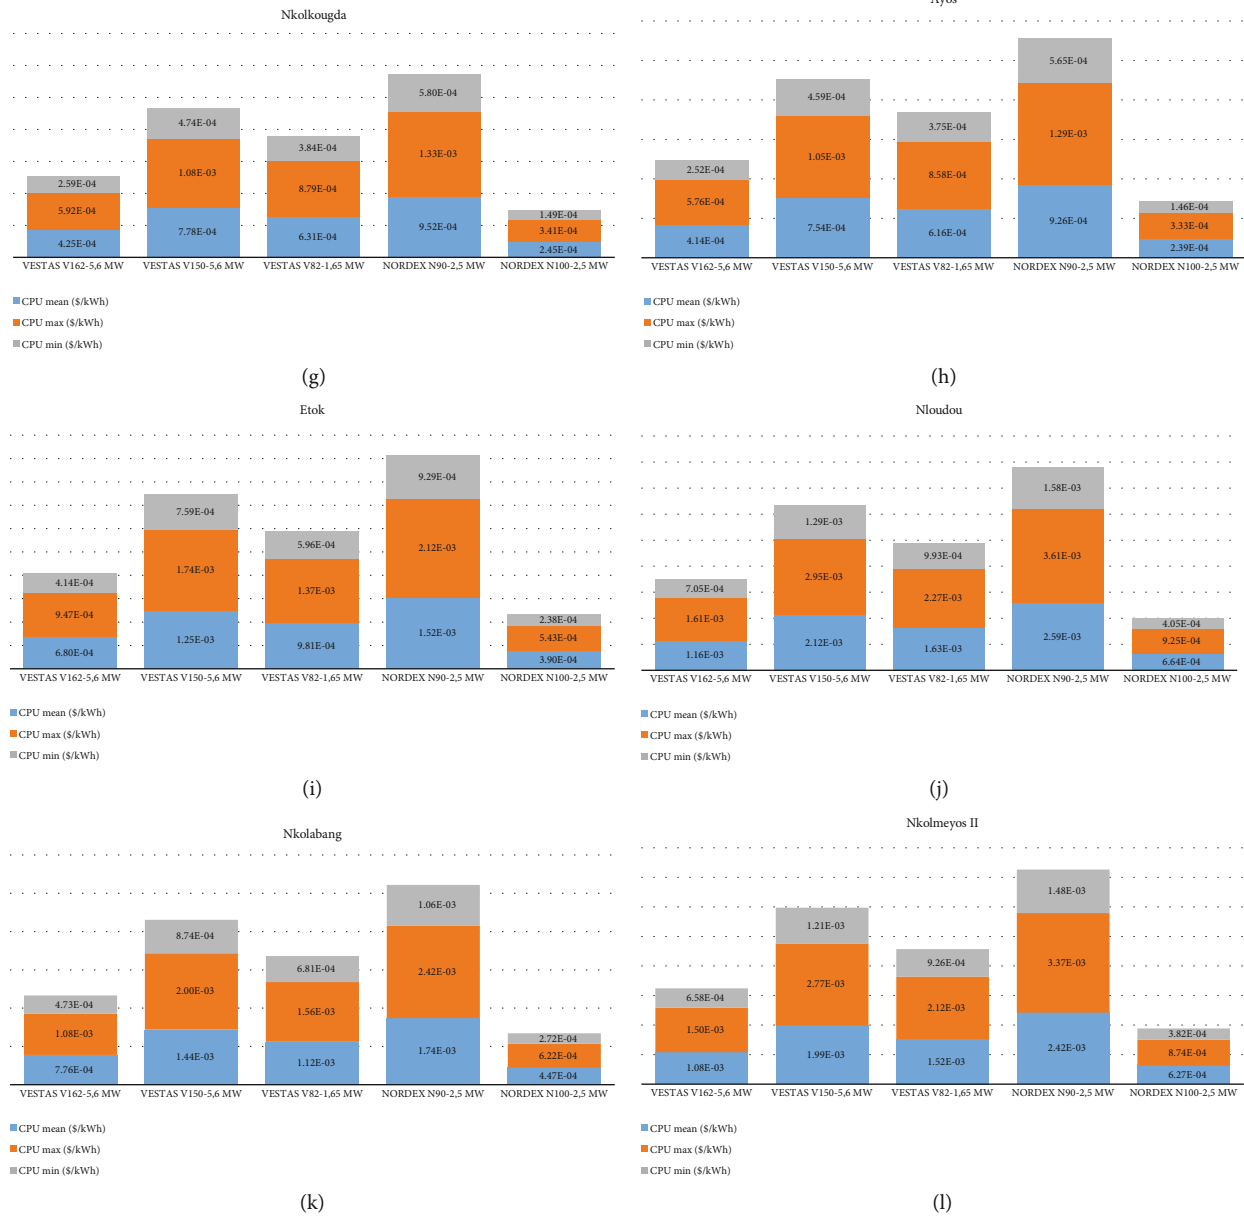 Nkolkougda
5.80E-04
4.74E-04
3.84E-04
1.33E-03
2.59E-04
1.08E-03
8.79E-04
5.92E-04
1.49E-04
9.52E-04
7.78E-04
6.31E-04
3.41E-04
4.25E-04
2.45E-04
VESTAS V162-5,6 MW VESTAS V150-5,6 MW VESTAS V82-1,65 MW NORDEX N90-2,5 MW NORDEX N100-2,5 MW
CPU mean ($/kWh)
CPU max ($/kWh)
CPU min ($/kWh)
(g)
Ayos
5.65E-04
4.59E-04
3.75E-04
1.29E-03
2.52E-04
1.05E-03
8.58E-04
5.76E-04
1.46E-04
9.26E-04
7.54E-04
6.16E-04
3.33E-04
4.14E-04
2.39E-04
VESTAS V162-5,6 MW VESTAS V150-5,6 MW VESTAS V82-1,65 MW NORDEX N90-2,5 MW NORDEX N100-2,5 MW
CPU mean ($/kWh)
CPU max ($/kWh)
CPU min ($/kWh)
(h)
Etok
9.29E-04
7.59E-04
5.96E-04
2.12E-03
4.14E-04
1.74E-03
1.37E-03
9.47E-04
2.38E-04
1.52E-03
1.25E-03
9.81E-04
5.43E-04
6.80E-04
3.90E-04
VESTAS V162-5,6 MW VESTAS V150-5,6 MW VESTAS V82-1,65 MW NORDEX N90-2,5 MW NORDEX N100-2,5 MW
CPU mean ($/kWh)
CPU max ($/kWh)
CPU min ($/kWh)
(i)
Nloudou
1.58E-03
1.29E-03
9.93E-04
3.61E-03
7.05E-04
2.95E-03
2.27E-03
1.61E-03
4.05E-04
2.59E-03
2.12E-03
1.63E-03
9.25E-04
1.16E-03
6.64E-04
VESTAS V162-5,6 MW VESTAS V150-5,6 MW VESTAS V82-1,65 MW NORDEX N90-2,5 MW NORDEX N100-2,5 MW
CPU mean ($/kWh)
CPU max ($/kWh)
CPU min ($/kWh)
(j)
Nkolabang
1.06E-03
8.74E-04
6.81E-04
2.42E-03
4.73E-04
2.00E-03
1.56E-03
1.08E-03
2.72E-04
1.74E-03
1.44E-03
1.12E-03
6.22E-04
7.76E-04
4.47E-04
VESTAS V162-5,6 MW VESTAS V150-5,6 MW VESTAS V82-1,65 MW NORDEX N90-2,5 MW NORDEX N100-2,5 MW
CPU mean ($/kWh)
CPU max ($/kWh)
CPU min ($/kWh)
(k)
Nkolmeyos II
1.48E-03
1.21E-03
9.26E-04
3.37E-03
6.58E-04
2.77E-03
2.12E-03
1.50E-03
3.82E-04
2.42E-03
1.99E-03
1.52E-03
8.74E-04
1.08E-03
6.27E-04
VESTAS V162-5,6 MW VESTAS V150-5,6 MW VESTAS V82-1,65 MW NORDEX N90-2,5 MW NORDEX N100-2,5 MW
CPU mean ($/kWh)
CPU max ($/kWh)
CPU min ($/kWh)
(l)